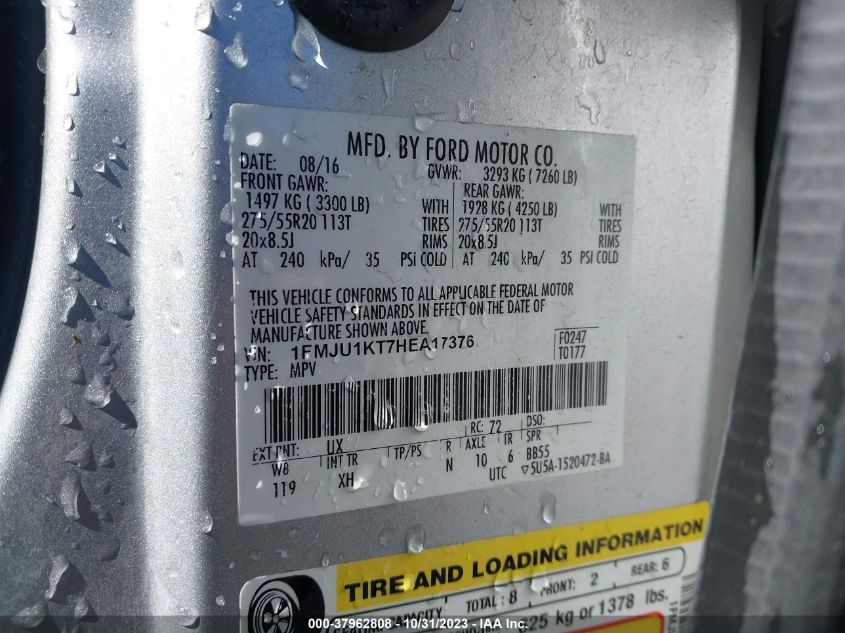 MFD. BY FORD MOTOR CO.
DATE: 08/16 GVWR: 3293 KG ( 7260 LB)
FRONT GAWR: REAR GAWR:
1497 KG ( 3300 LB) WITH 1928 KG ( 4250 LB) WITH
275/55R20 113T TIRES 275/55R20 113T TIRES
20x8.5J RIMS 20x8.5J RIMS
AT 240 kPa/ 35 PSI COLD AT 240 kPa/ 35 PSI COLD
THIS VEHICLE CONFORMS TO ALL APPLICABLE FEDERAL MOTOR
VEHICLE SAFETY STANDARDS IN EFFECT ON THE DATE OF
MANUFACTURE SHOWN ABOVE.
VIN: 1FMJU1KT7HEA17376 F0247
TYPE: MPV T0177
EXT PNT: UX RC: 72 DSO:
WB INT TR TP/PS R AXLE TR SPR
119 XH N 10 6 BB55
UTC ▽5U5A-1520472-BA
TIRE AND LOADING INFORMATION
TOTAL: 8 FRONT: 2 REAR: 6
CAPACITY
kg or 1378 lbs.
000-37962808 - 10/31/2023 -